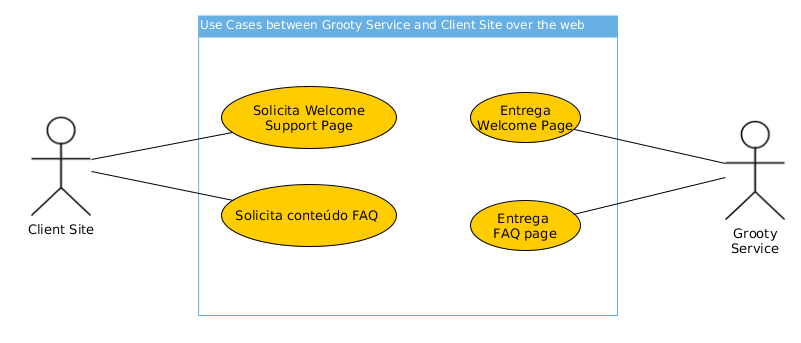 Use Cases between Grooty Service and Client Site over the web
Solicita Welcome
Support Page
Entrega
Welcome Page
Solicita conteúdo FAQ
Entrega
FAQ page
Client Site
Grooty
Service